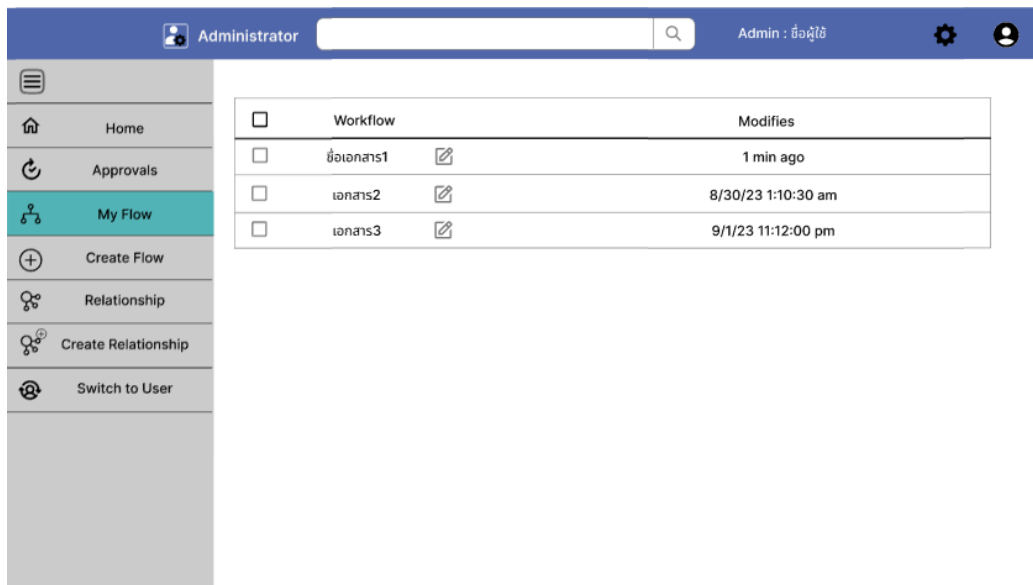 Administrator
Admin : ชื่อผู้ใช้
Home
Approvals
My Flow
Create Flow
Relationship
Create Relationship
Switch to User
Workflow Modifies
ชื่อเอกสาร1 1 min ago
เอกสาร2 8/30/23 1:10:30 am
เอกสาร3 9/1/23 11:12:00 pm